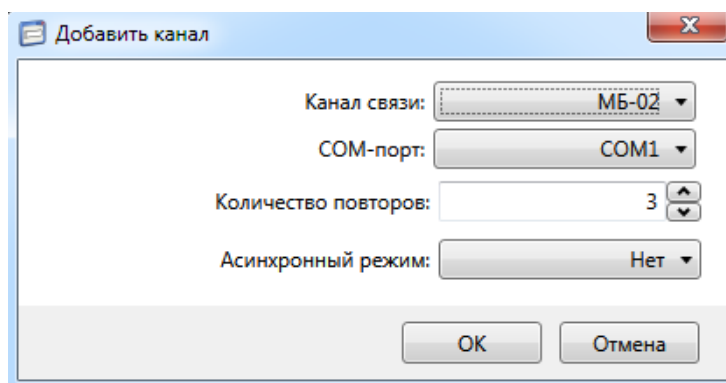 Добавить канал
Канал связи: МБ-02
COM-порт: COM1
Количество повторов: 3
Асинхронный режим: Нет
OK Отмена